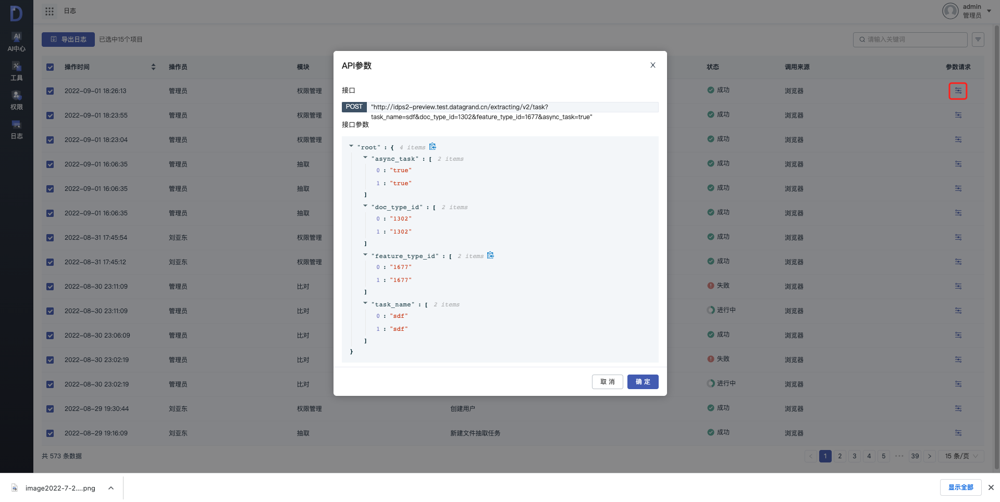 日志
admin
管理员
AI
AI中心
工具
权限
日志
导出日志 已选中15个项目
请输入关键词
操作时间 操作员 模块 状态 调用来源 参数请求
2022-09-01 18:26:13 管理员 权限管理 成功 浏览器
2022-09-01 18:23:55 管理员 权限管理 成功 浏览器
2022-09-01 18:23:04 管理员 权限管理 成功 浏览器
2022-09-01 16:06:35 管理员 抽取 成功 浏览器
2022-09-01 16:06:35 管理员 抽取 成功 浏览器
2022-09-01 16:06:35 管理员 抽取 成功 浏览器
2022-08-31 17:45:54 刘亚东 权限管理 成功 浏览器
2022-08-31 17:45:12 刘亚东 权限管理 成功 浏览器
2022-08-30 23:11:09 管理员 比对 失败 浏览器
2022-08-30 23:11:09 管理员 比对 进行中 浏览器
2022-08-30 23:06:09 管理员 比对 成功 浏览器
2022-08-30 23:02:19 管理员 比对 失败 浏览器
2022-08-30 23:02:19 管理员 比对 进行中 浏览器
2022-08-29 19:30:44 刘亚东 权限管理 创建用户 成功 浏览器
2022-08-29 19:16:09 刘亚东 抽取 新建文件抽取任务 成功 浏览器
共 573 条数据
1 2 3 4 5 ••• 39 15 条/页
API参数
接口
POST "http://idps2-preview.test.datagrand.cn/extracting/v2/task?
task_name=sdf&doc_type_id=1302&feature_type_id=1677&async_task=true"
接口参数
"root" : { 4 items
"async_task" : [ 2 items
0 : "true"
1 : "true"
]
"doc_type_id" : [ 2 items
0 : "1302"
1 : "1302"
]
"feature_type_id" : [ 2 items
0 : "1677"
1 : "1677"
]
"task_name" : [ 2 items
0 : "sdf"
1 : "sdf"
]
}
取 消 确 定
image2022-7-2....png
显示全部